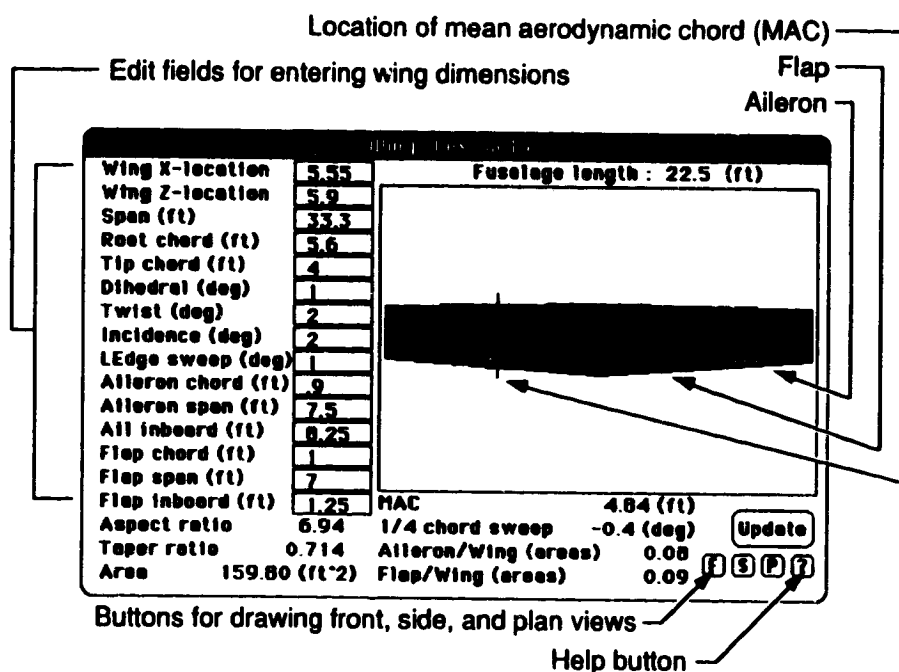 Location of mean aerodynamic chord (MAC)
Edit fields for entering wing dimensions
Flap
Aileron
Fuselage length : 22.5 (ft)
Wing X-location 5.55
Wing Z-location 5.9
Span (ft) 33.3
Root chord (ft) 5.6
Tip chord (ft) 4
Dihedral (deg) 1
Twist (deg) 2
Incidence (deg) 2
LEdge sweep (deg) 1
Aileron chord (ft) .9
Aileron span (ft) 7.5
Ail inboard (ft) 8.25
Flap chord (ft) 1
Flap span (ft) 7
Flap inboard (ft) 1.25
Aspect ratio 6.94
Taper ratio 0.714
Area 159.80 (ft^2)
MAC 4.84 (ft)
1/4 chord sweep -0.4 (deg)
Aileron/Wing (areas) 0.08
Flap/Wing (areas) 0.09
Update
F S P ?
Buttons for drawing front, side, and plan views
Help button